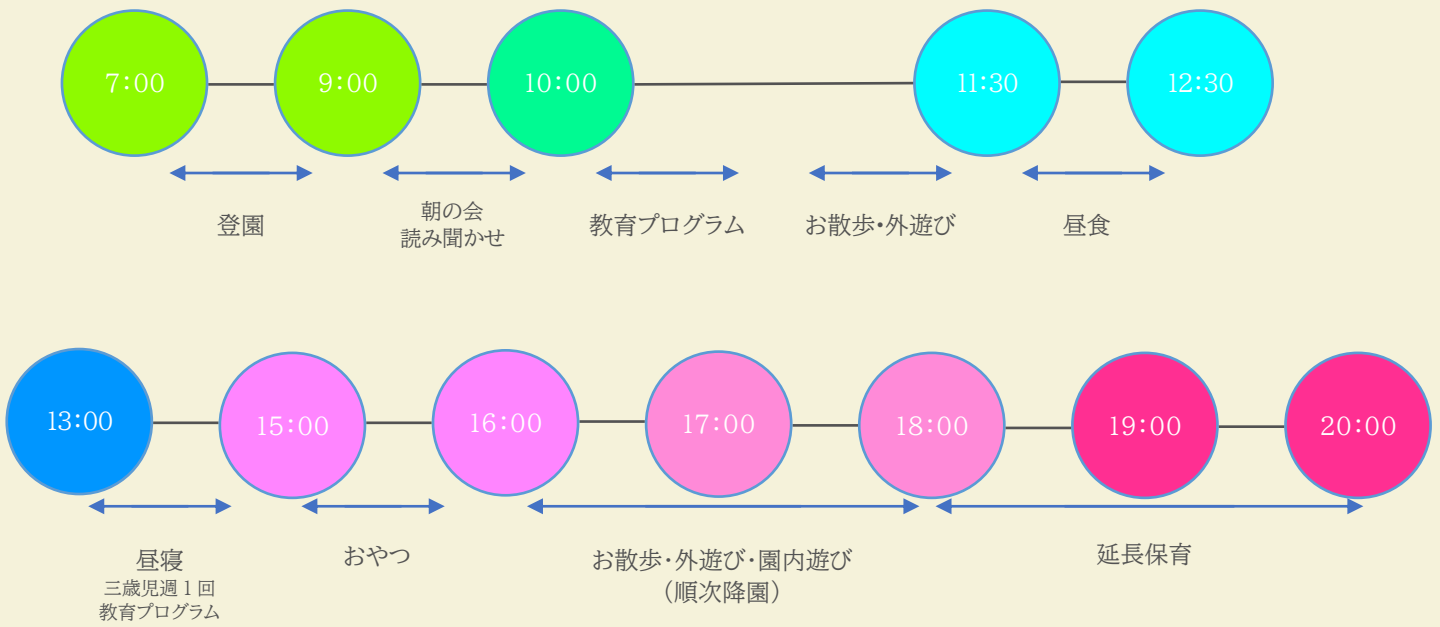 7:00
9:00
10:00
11:30
12:30
登園
朝の会
読み聞かせ
教育プログラム
お散歩・外遊び
昼食
13:00
15:00
16:00
17:00
18:00
19:00
20:00
昼寝
三歳児週1回
教育プログラム
おやつ
お散歩・外遊び・園内遊び
（順次降園）
延長保育